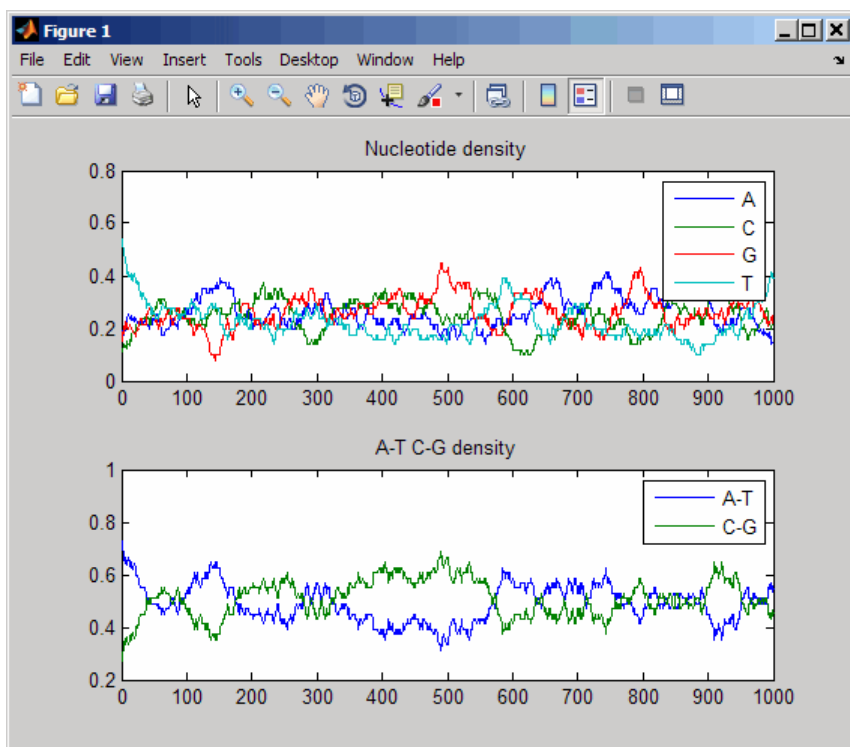 Figure 1
File Edit View Insert Tools Desktop Window Help
Nucleotide density
0.8
0.6
0.4
0.2
0
0 100 200 300 400 500 600 700 800 900 1000
A
C
G
T
A-T C-G density
1
0.8
0.6
0.4
0.2
0 100 200 300 400 500 600 700 800 900 1000
A-T
C-G